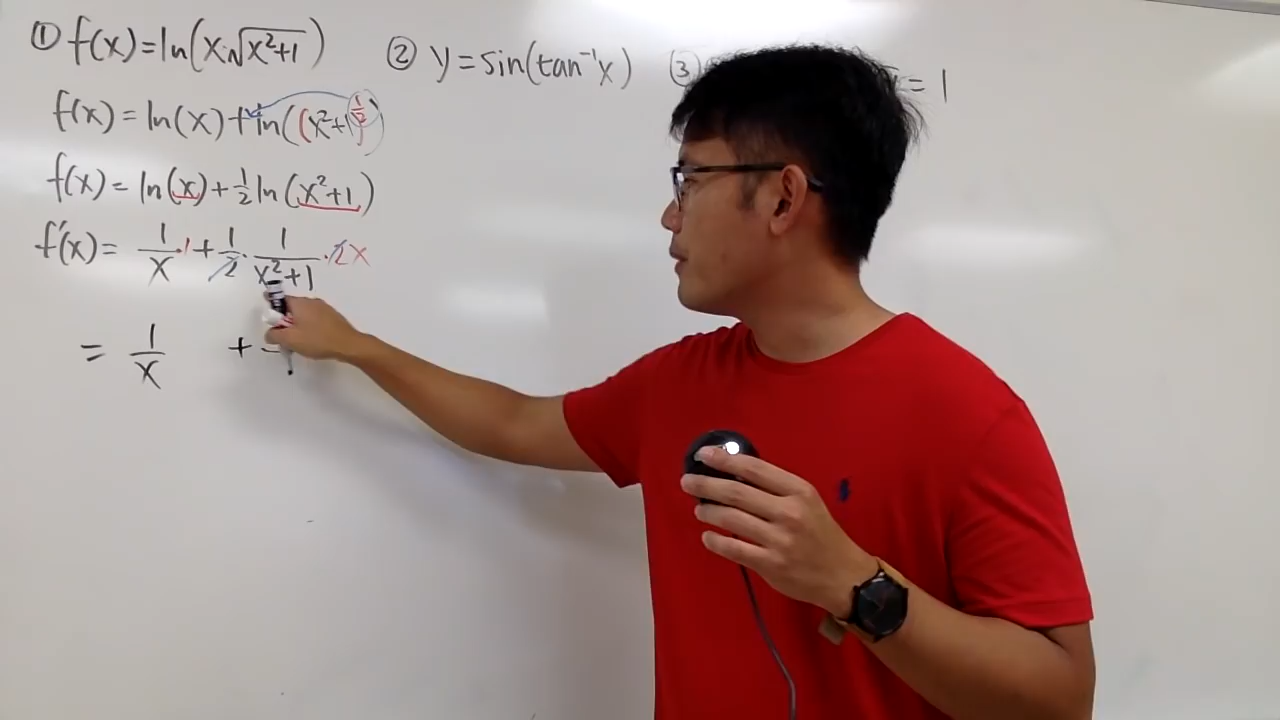 ① f(x)=ln(x√(x²+1))
② y=sin(tan⁻¹x)
③ = 1
f(x)=ln(x)+ln((x²+1)^(1/2))
f(x)=ln(x)+1/2 ln(x²+1)
f'(x)= 1/x·1+1/2·1/(x²+1)·2x
= 1/x +